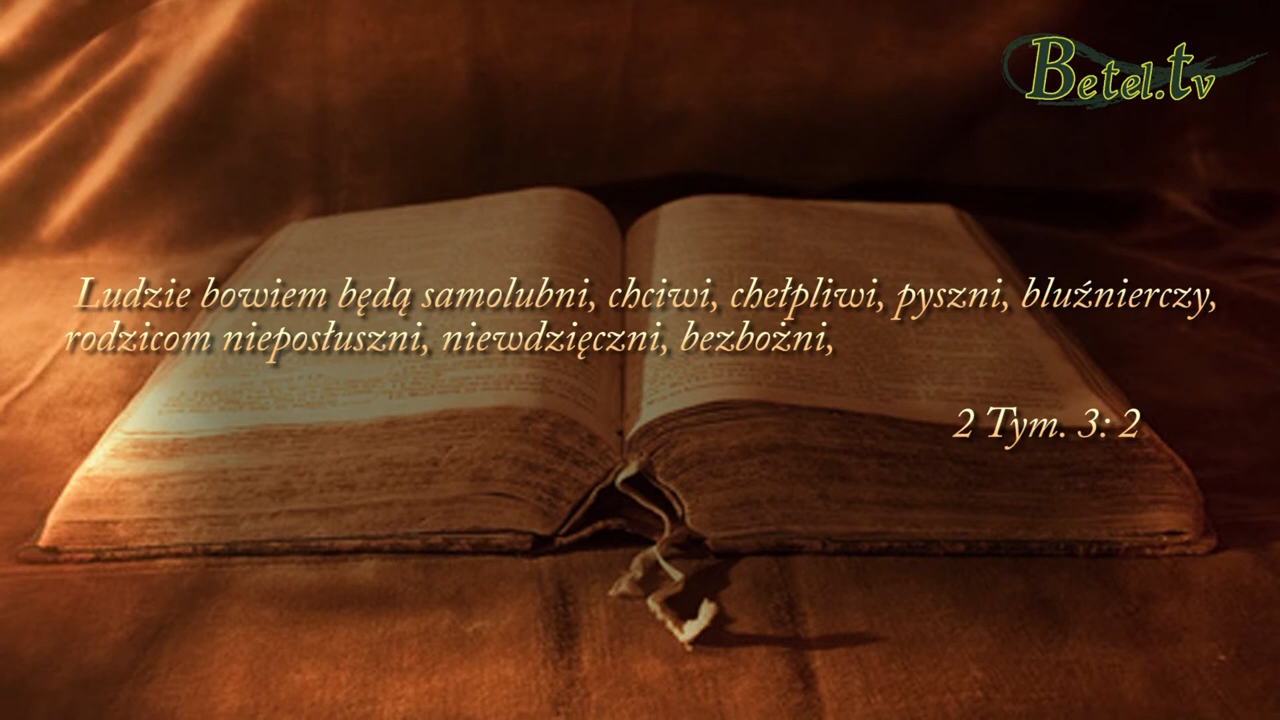 Betel.tv
Ludzie bowiem będą samolubni, chciwi, chełpliwi, pyszni, bluźnierczy,
rodzicom nieposłuszni, niewdzięczni, bezbożni,
2 Tym. 3: 2